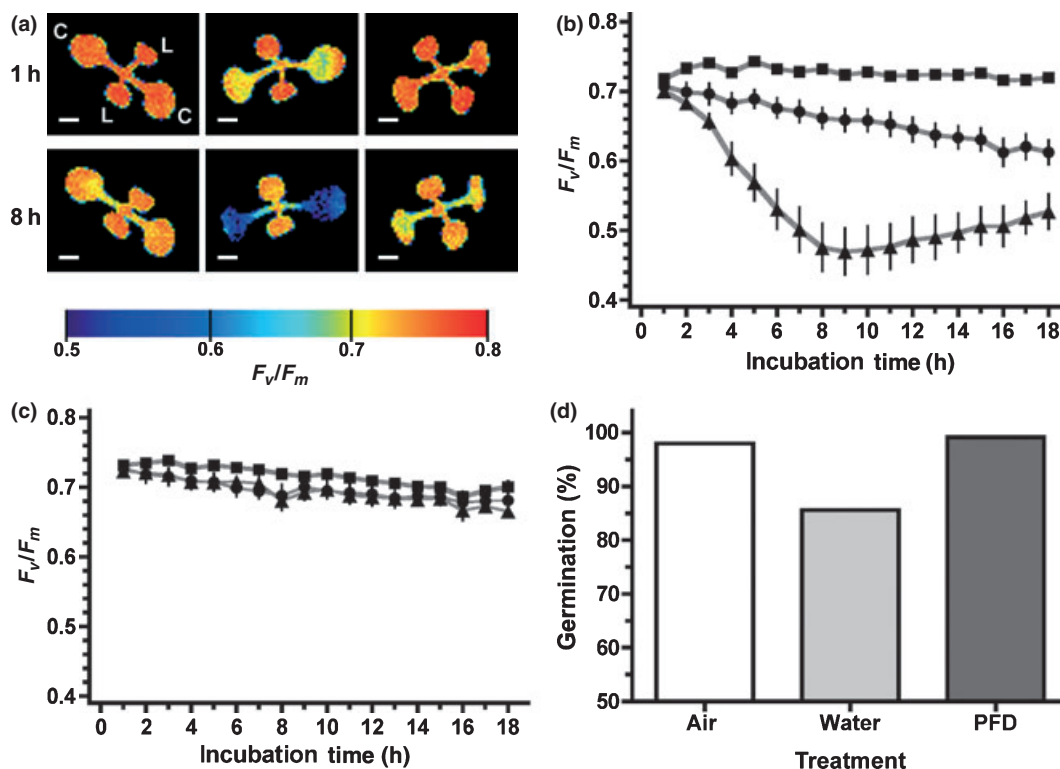 (a)
1 h
C
L
L
C
8 h
0.5 0.6 0.7 0.8
Fv/Fm
(b)
0.8
0.7
0.6
0.5
0.4
Fv/Fm
0 2 4 6 8 10 12 14 16 18
Incubation time (h)
(c)
0.8
0.7
0.6
0.5
0.4
Fv/Fm
0 2 4 6 8 10 12 14 16 18
Incubation time (h)
(d)
100
90
80
70
60
50
Germination (%)
Air Water PFD
Treatment